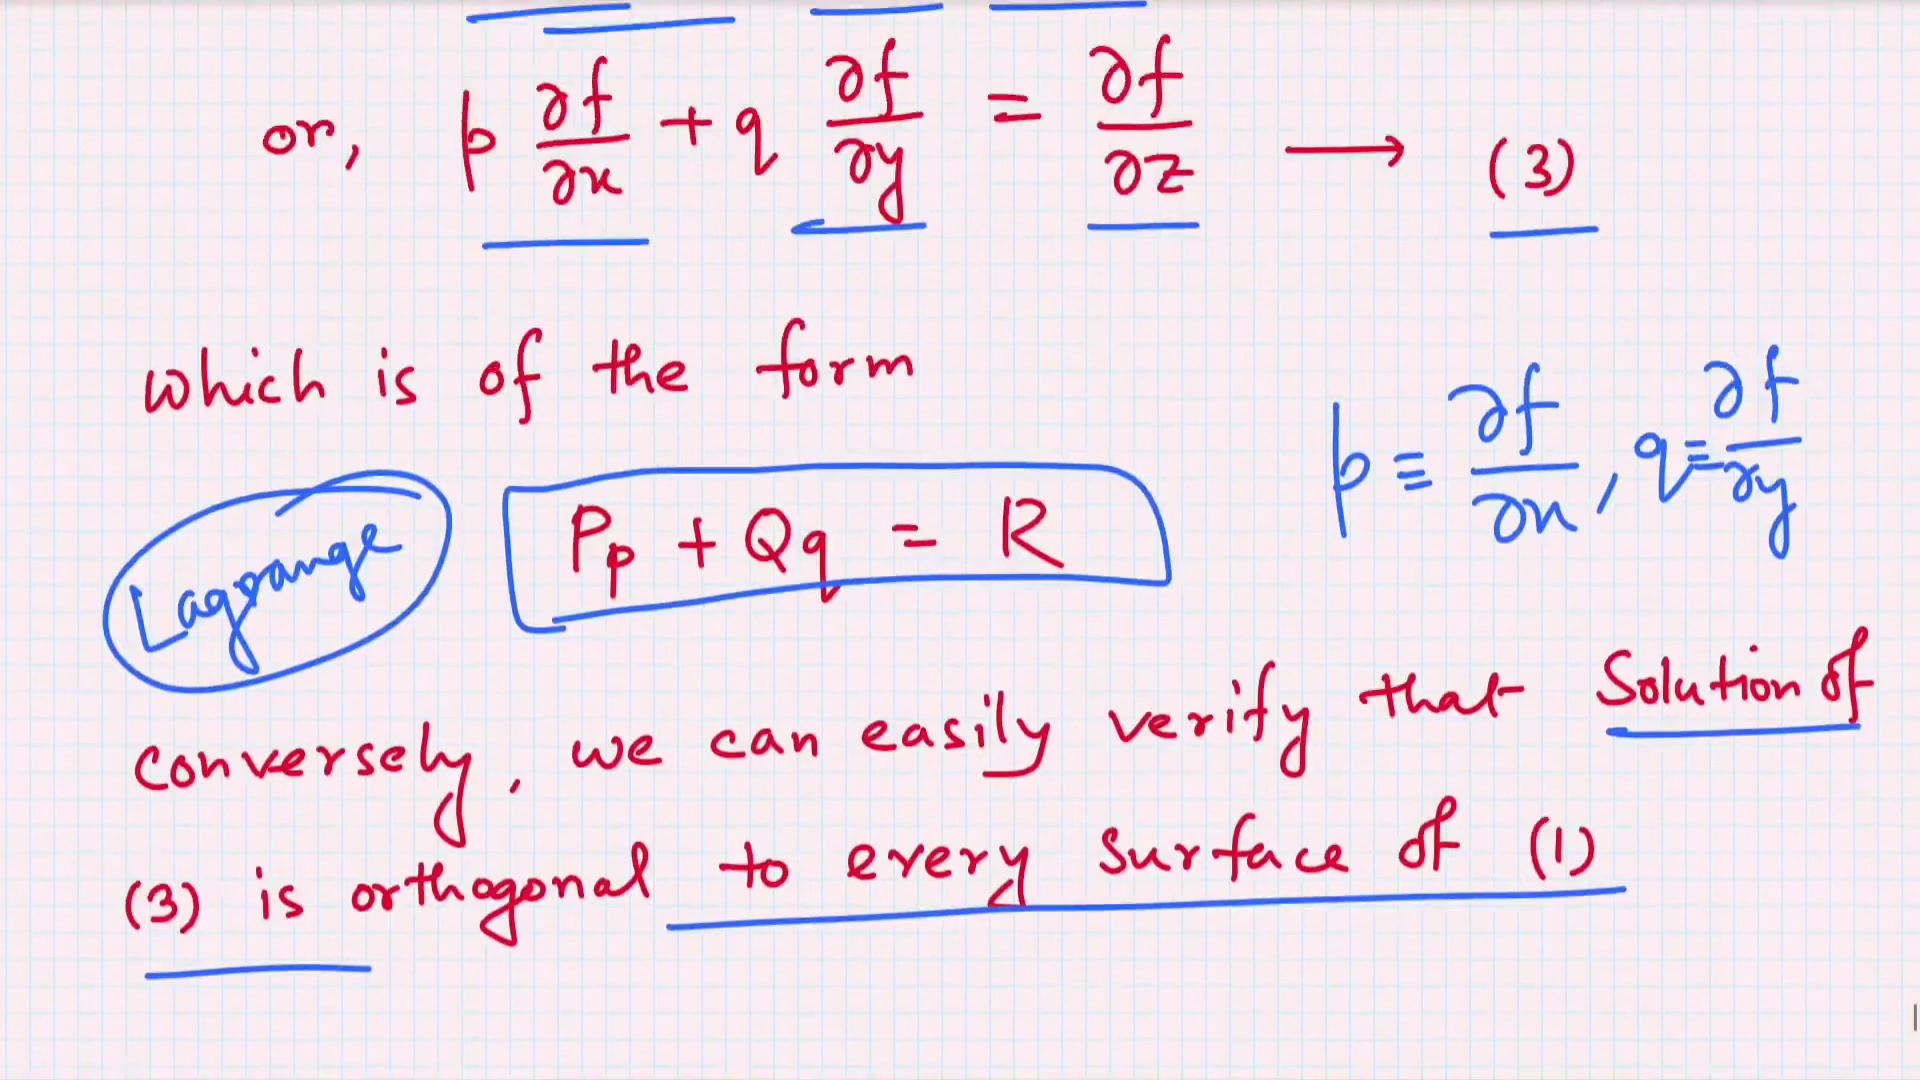 or, p ∂f/∂x + q ∂f/∂y = ∂f/∂z → (3)
which is of the form
p ≡ ∂f/∂x, q ≡ ∂f/∂y
Lagrange Pp + Qq = R
conversely, we can easily verify that Solution of
(3) is orthogonal to every surface of (1)